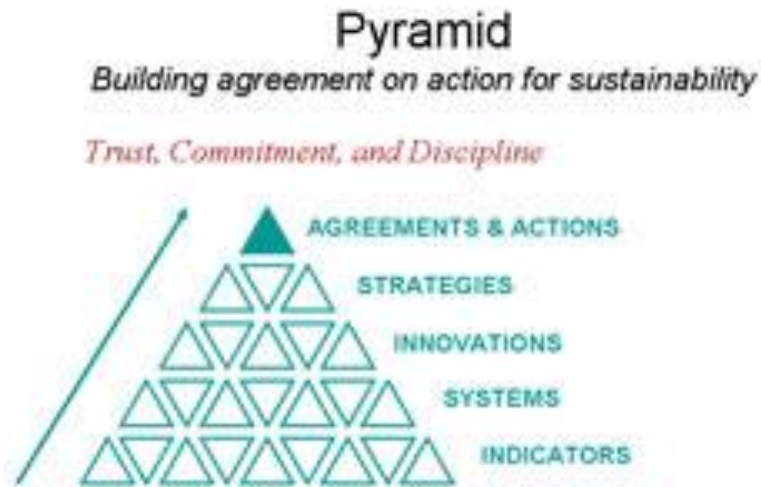 Pyramid
Building agreement on action for sustainability
Trust, Commitment, and Discipline
AGREEMENTS & ACTIONS
STRATEGIES
INNOVATIONS
SYSTEMS
INDICATORS